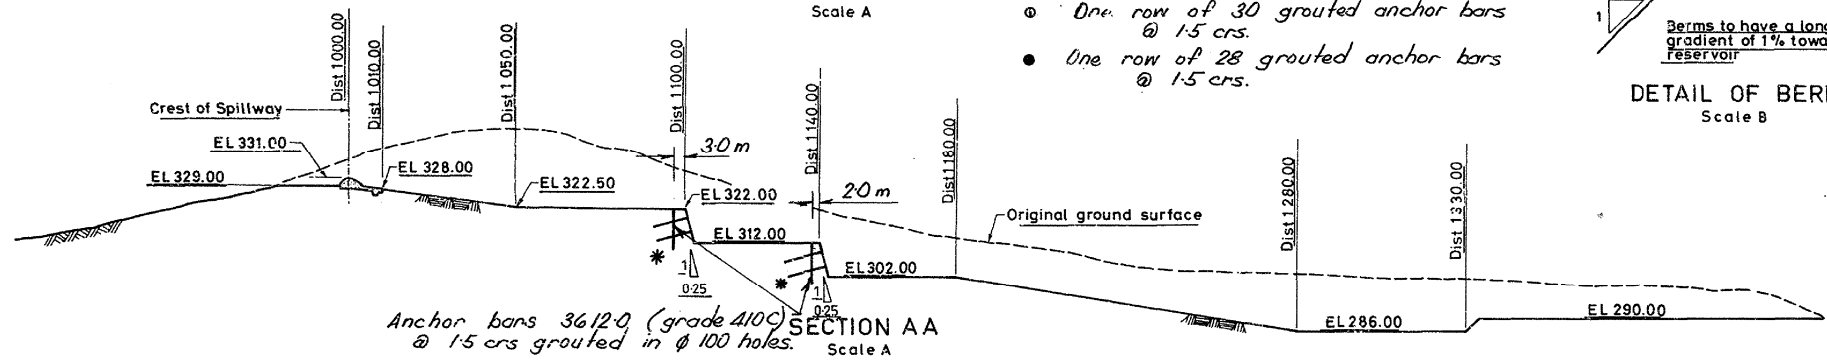 Scale A
One row of 30 grouted anchor bars
@ 1.5 crs.
One row of 28 grouted anchor bars
@ 1.5 crs.
1
Berms to have a long
gradient of 1% towa
reservoir
DETAIL OF BER
Scale B
Dist 1000.00
Dist 1010.00
Dist 1050.00
Dist 1100.00
Dist 1140.00
Dist 1180.00
Dist 1280.00
Dist 1330.00
Crest of Spillway
EL 331.00
EL 329.00
EL 328.00
EL 322.50
3.0 m
EL 322.00
2.0 m
Original ground surface
EL 312.00
EL 302.00
*
1
0.25
*
1
0.25
EL 286.00
EL 290.00
Anchor bars 3612.0 (grade 410C)
@ 1.5 crs grouted in φ 100 holes.
SECTION AA
Scale A